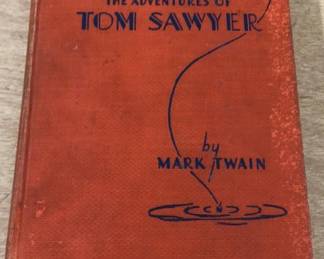 THE ADVENTURES OF
TOM SAWYER
by
MARK TWAIN